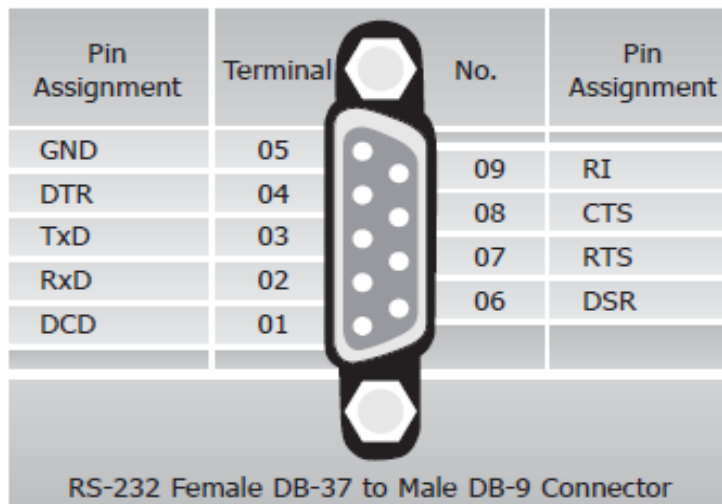 Pin Assignment Terminal No. Pin Assignment
GND 05
09 RI
DTR 04
08 CTS
TxD 03
07 RTS
RxD 02
06 DSR
DCD 01
RS-232 Female DB-37 to Male DB-9 Connector